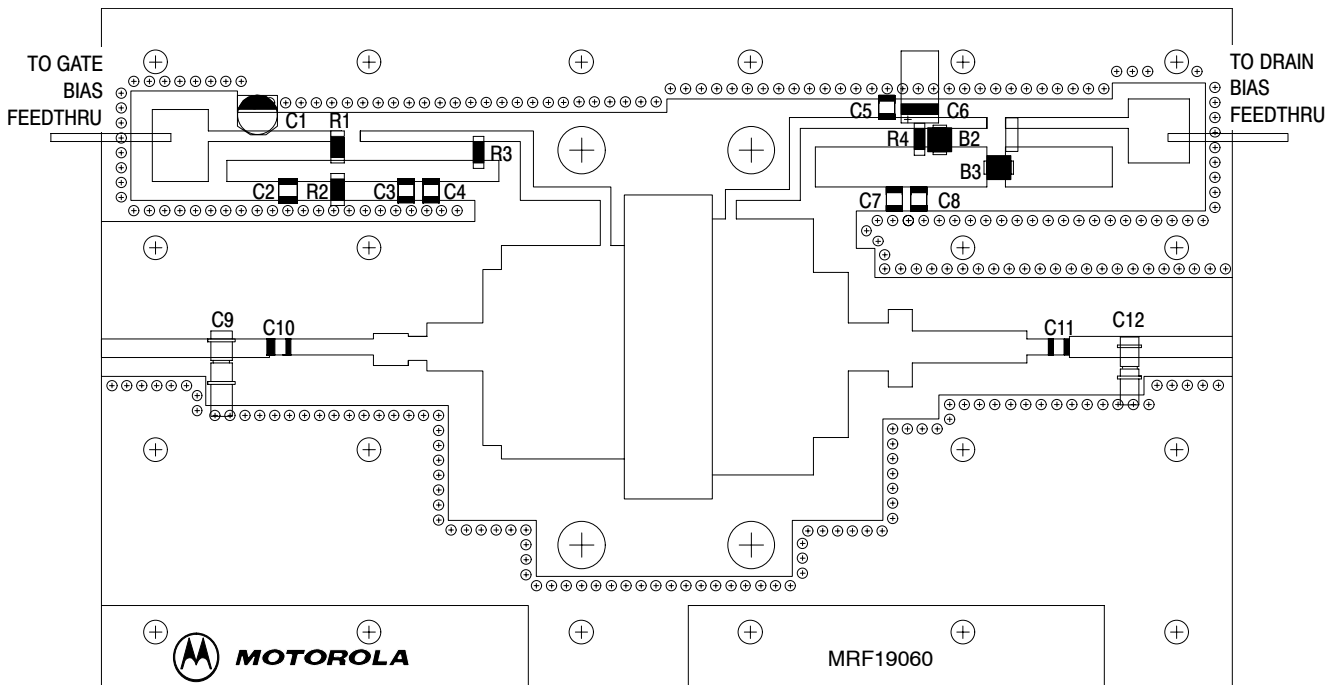 TO GATE
BIAS
FEEDTHRU
TO DRAIN
BIAS
FEEDTHRU
C1
R1
R3
C5
C6
R4
B2
B3
C2
R2
C3
C4
C7
C8
C9
C10
C11
C12
MOTOROLA
MRF19060